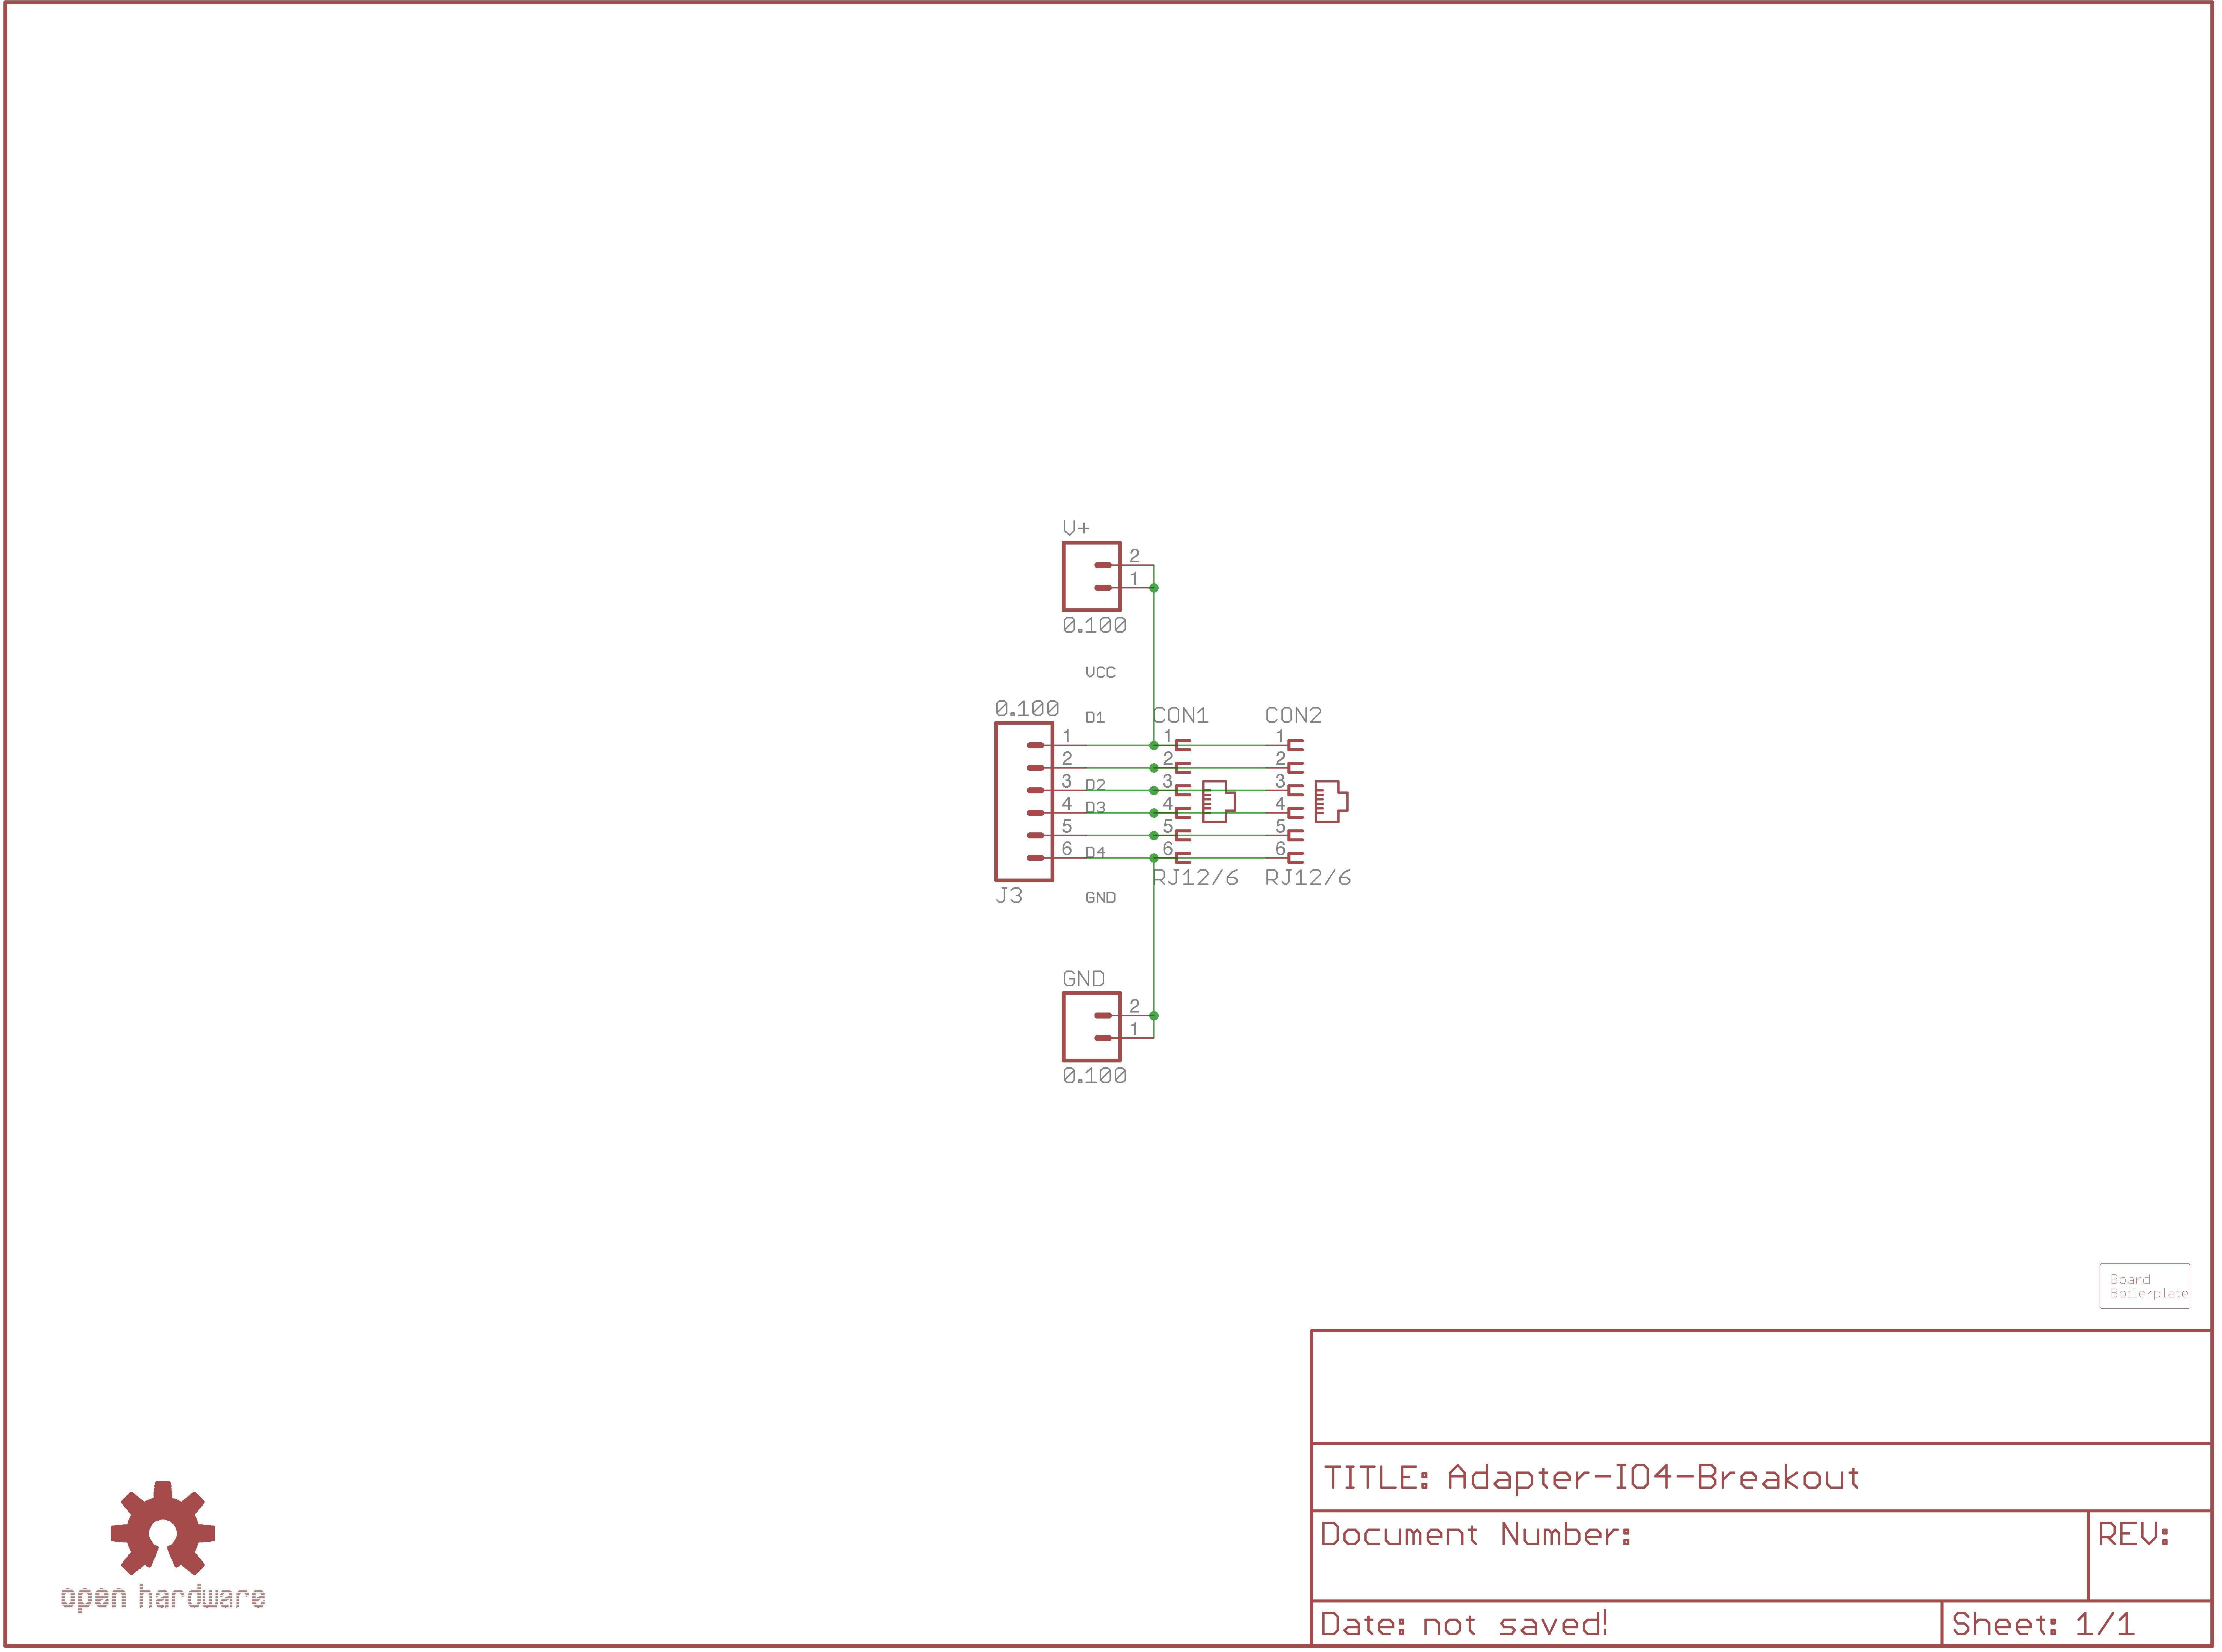 V+
2
1
0.100
VCC
0.100
D1
CON1
CON2
1
1
1
2
2
2
3
D2
3
3
4
D3
4
4
5
5
5
6
D4
6
6
RJ12/6
RJ12/6
J3
GND
GND
2
1
0.100
Board
Boilerplate
TITLE: Adapter-IO4-Breakout
Document Number:
REV:
Date: not saved!
Sheet: 1/1
open hardware